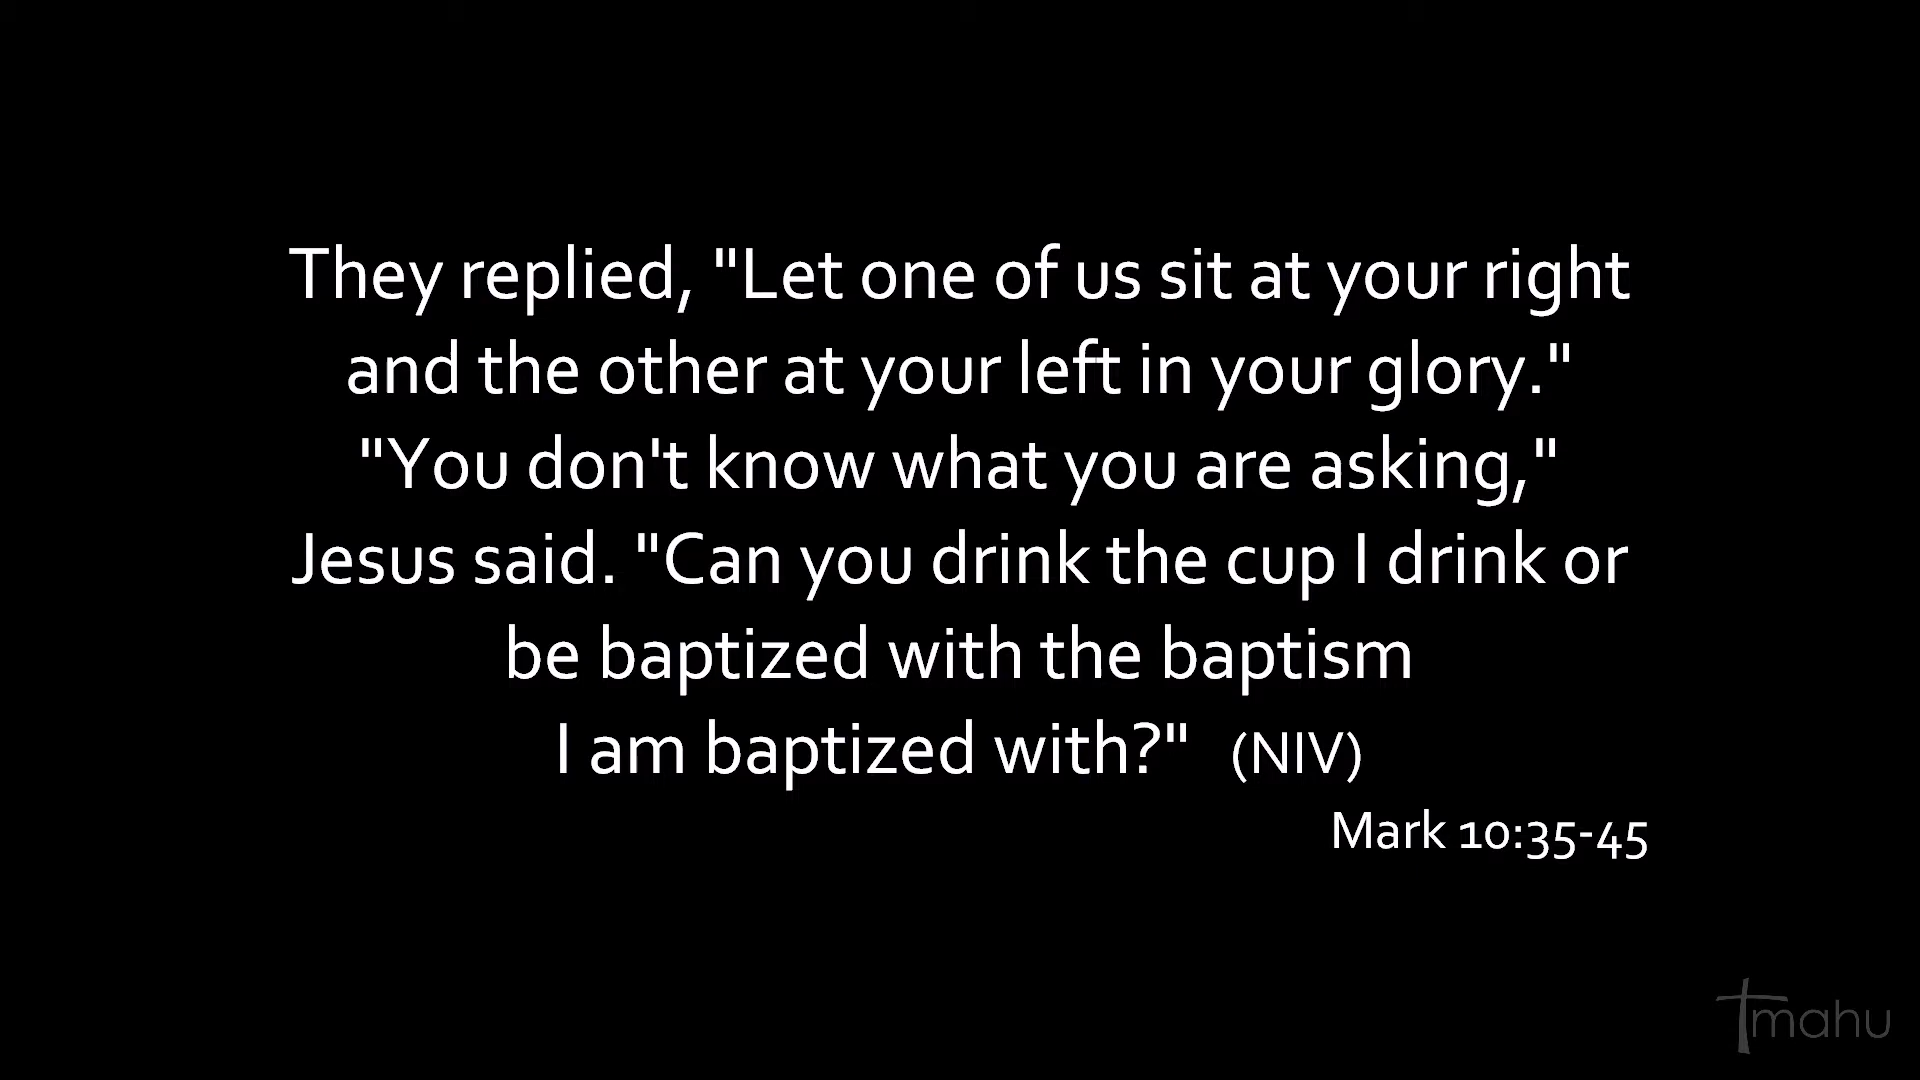 They replied, "Let one of us sit at your right
and the other at your left in your glory."
"You don't know what you are asking,"
Jesus said. "Can you drink the cup I drink or
be baptized with the baptism
I am baptized with?" (NIV)
Mark 10:35-45
mahu